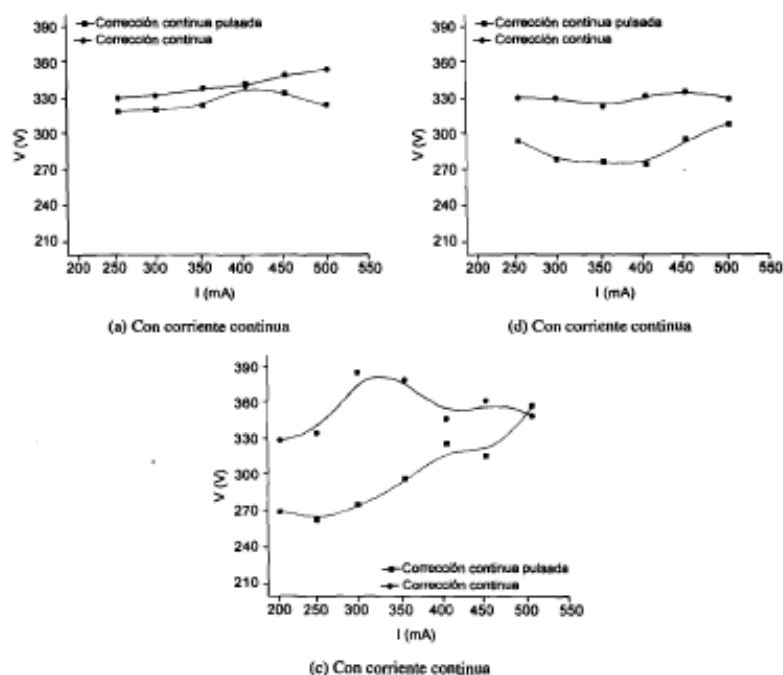 390
360
330
300
270
240
210
V (V)
Corrección continua pulsada
Corrección continua
200 250 300 350 400 450 500 550
I (mA)
(a) Con corriente continua
390
360
330
300
270
240
210
V (V)
Corrección continua pulsada
Corrección continua
200 250 300 350 400 450 500 550
I (mA)
(d) Con corriente continua
390
360
330
300
270
240
210
V (V)
Corrección continua pulsada
Corrección continua
200 250 300 350 400 450 500 550
I (mA)
(c) Con corriente continua